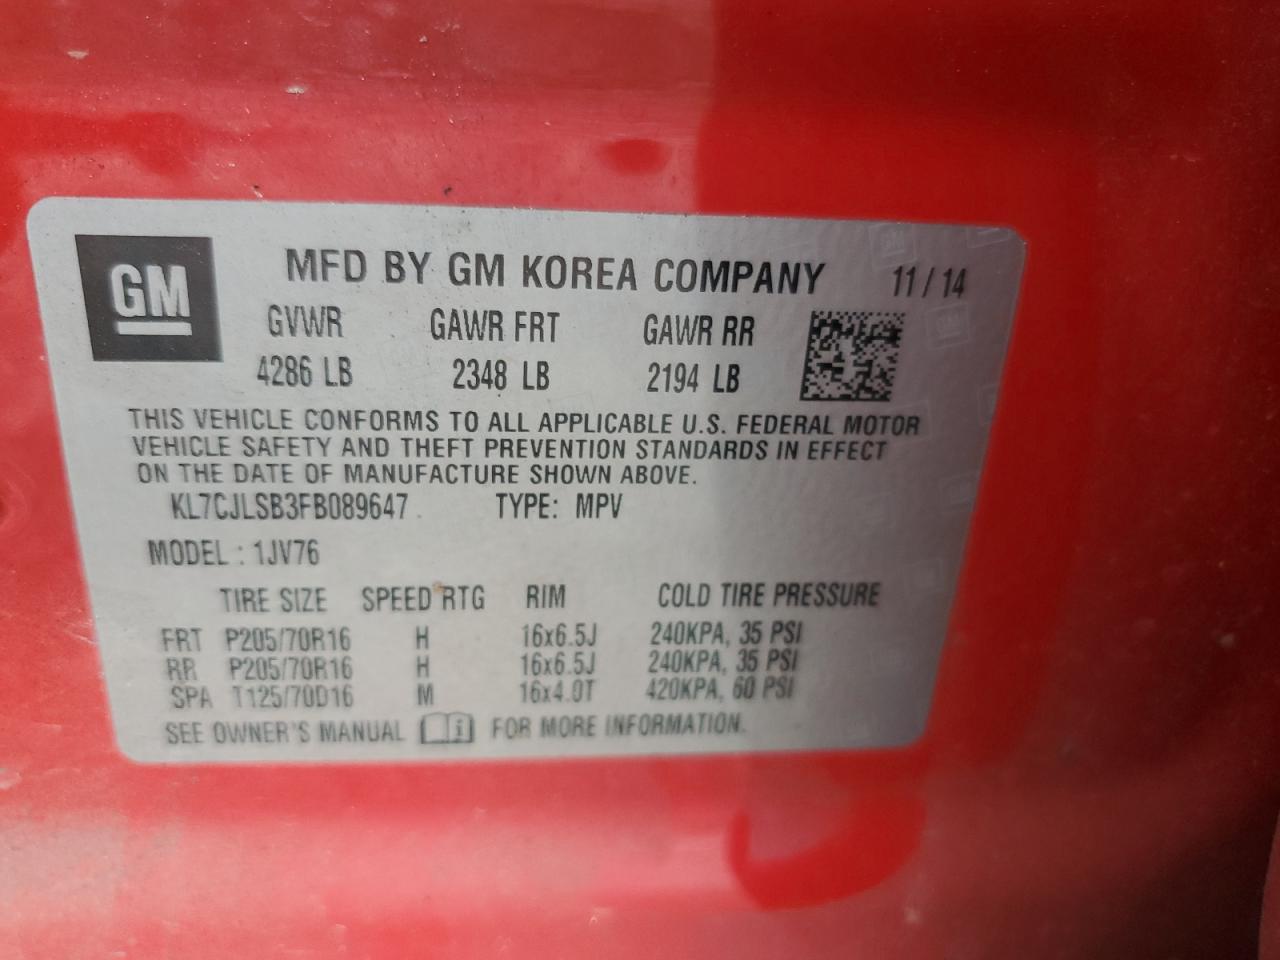 GM
MFD BY GM KOREA COMPANY 11/14
GVWR GAWR FRT GAWR RR
4286 LB 2348 LB 2194 LB
THIS VEHICLE CONFORMS TO ALL APPLICABLE U.S. FEDERAL MOTOR
VEHICLE SAFETY AND THEFT PREVENTION STANDARDS IN EFFECT
ON THE DATE OF MANUFACTURE SHOWN ABOVE.
KL7CJLSB3FB089647 TYPE: MPV
MODEL : 1JV76
TIRE SIZE SPEED RTG RIM COLD TIRE PRESSURE
FRT P205/70R16 H 16x6.5J 240KPA, 35 PSI
RR P205/70R16 H 16x6.5J 240KPA, 35 PSI
SPA T125/70D16 M 16x4.0T 420KPA, 60 PSI
SEE OWNER'S MANUAL i FOR MORE INFORMATION.